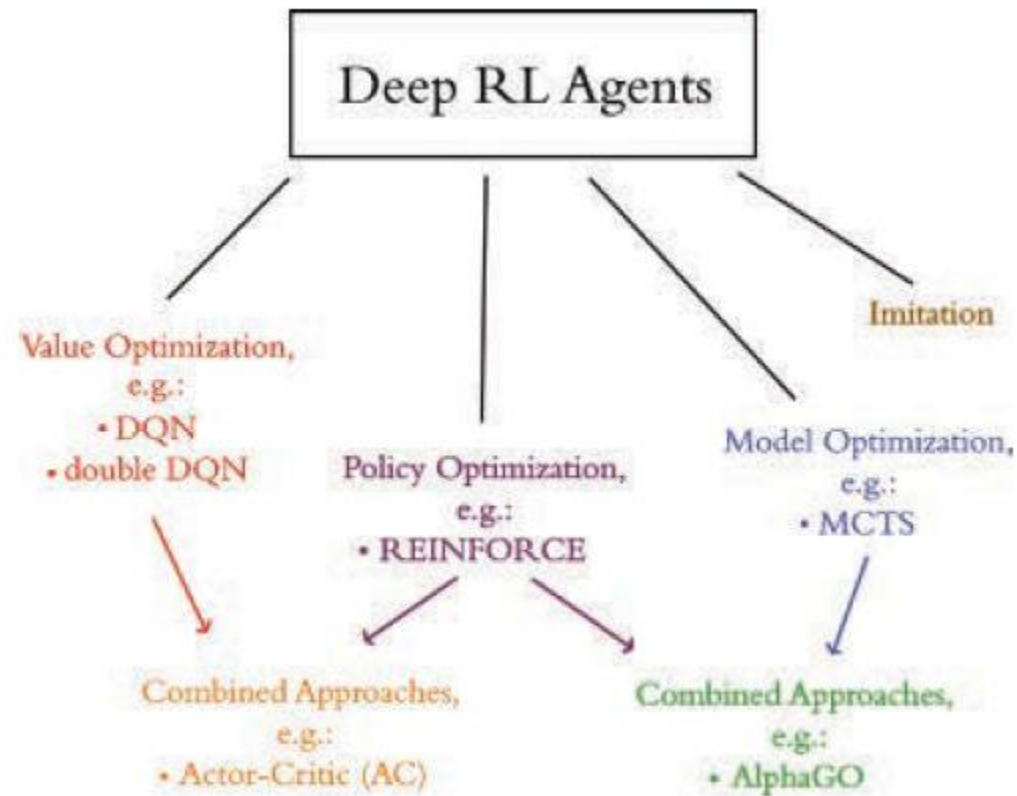 Deep RL Agents
Imitation
Value Optimization,
e.g.:
• DQN
• double DQN
Policy Optimization,
e.g.:
• REINFORCE
Model Optimization,
e.g.:
• MCTS
Combined Approaches,
e.g.:
• Actor-Critic (AC)
Combined Approaches,
e.g.:
• AlphaGO